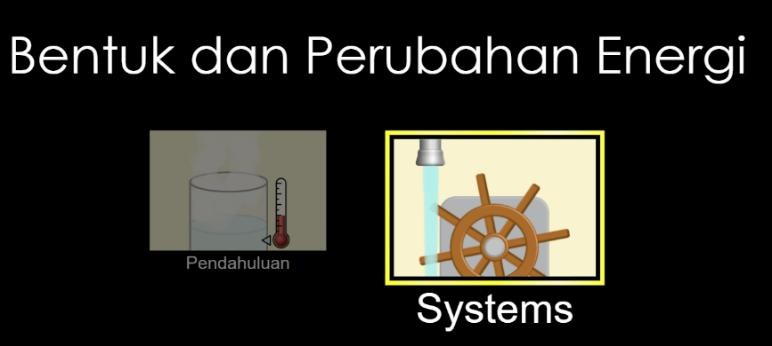 Bentuk dan Perubahan Energi
Pendahuluan
Systems